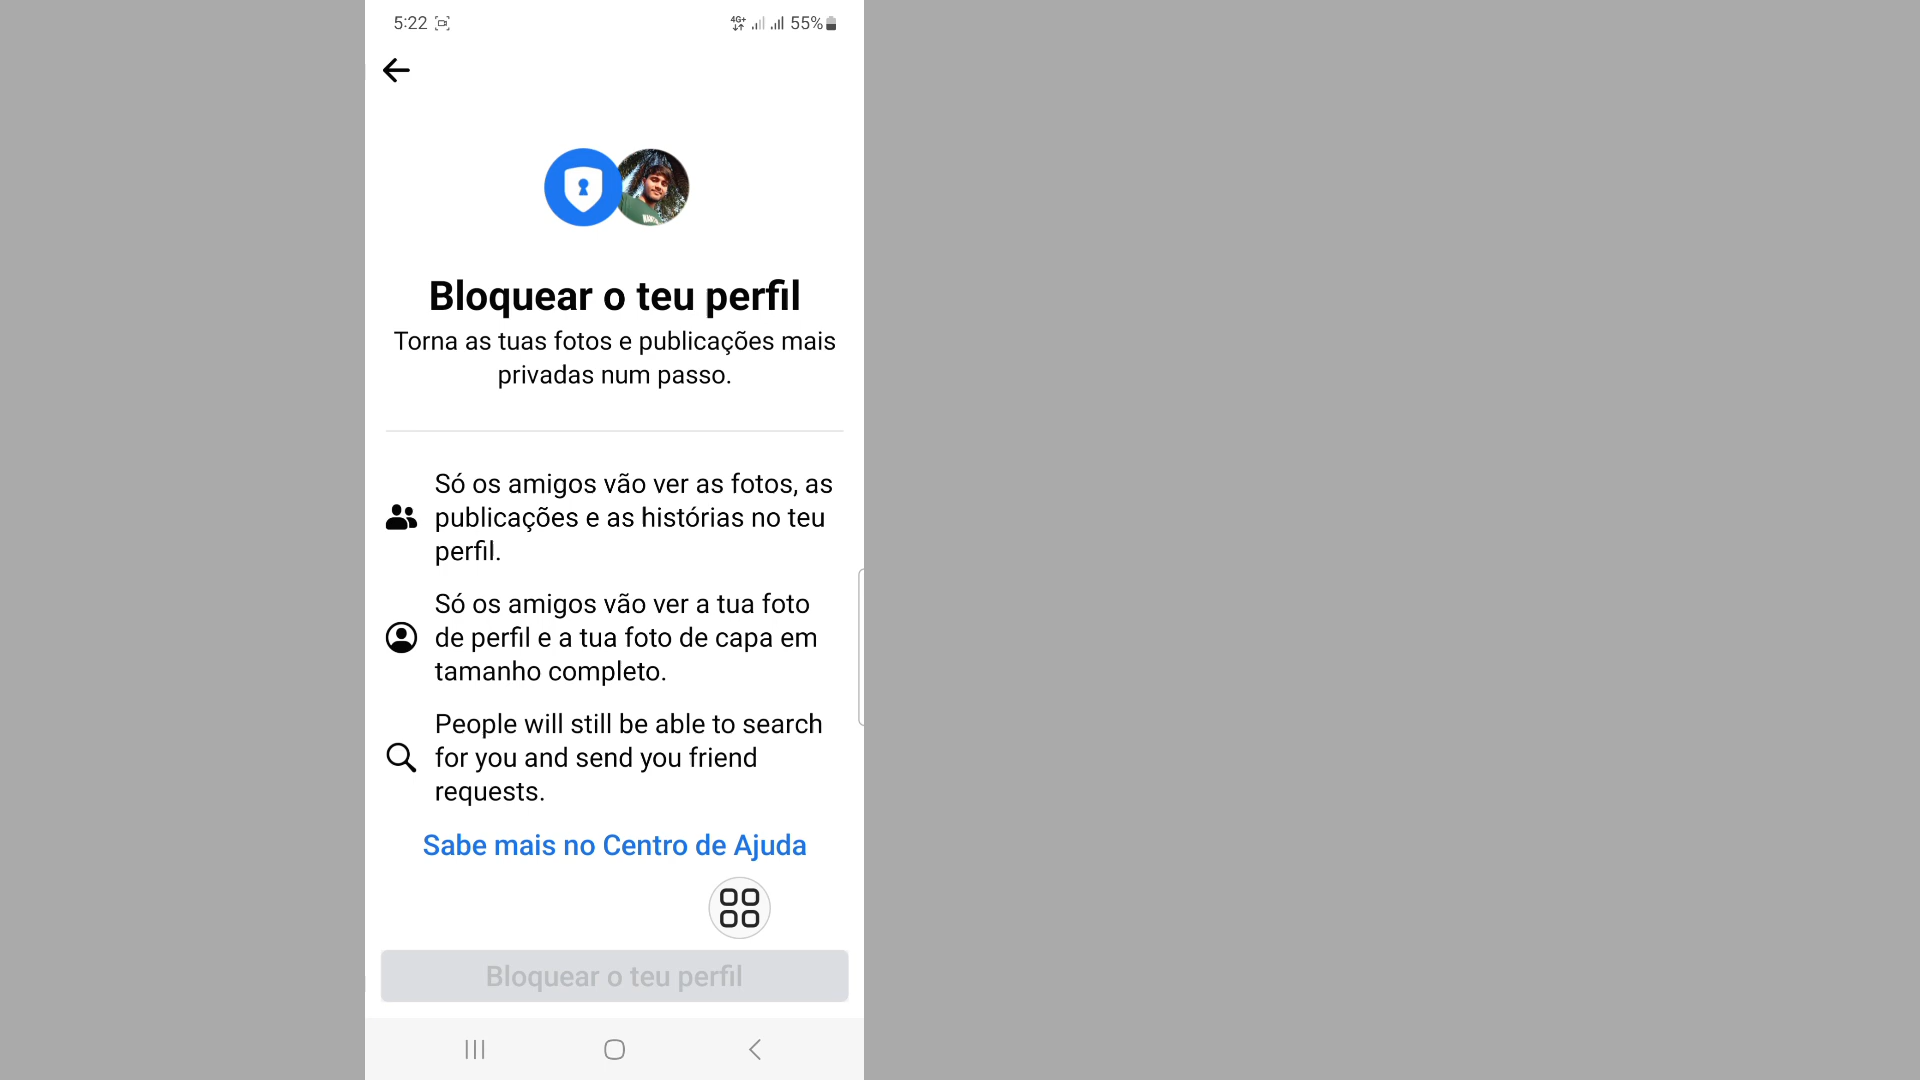 5:22 4G+ 55%
Bloquear o teu perfil
Torna as tuas fotos e publicações mais
privadas num passo.
Só os amigos vão ver as fotos, as
publicações e as histórias no teu
perfil.
Só os amigos vão ver a tua foto
de perfil e a tua foto de capa em
tamanho completo.
People will still be able to search
for you and send you friend
requests.
Sabe mais no Centro de Ajuda
Bloquear o teu perfil